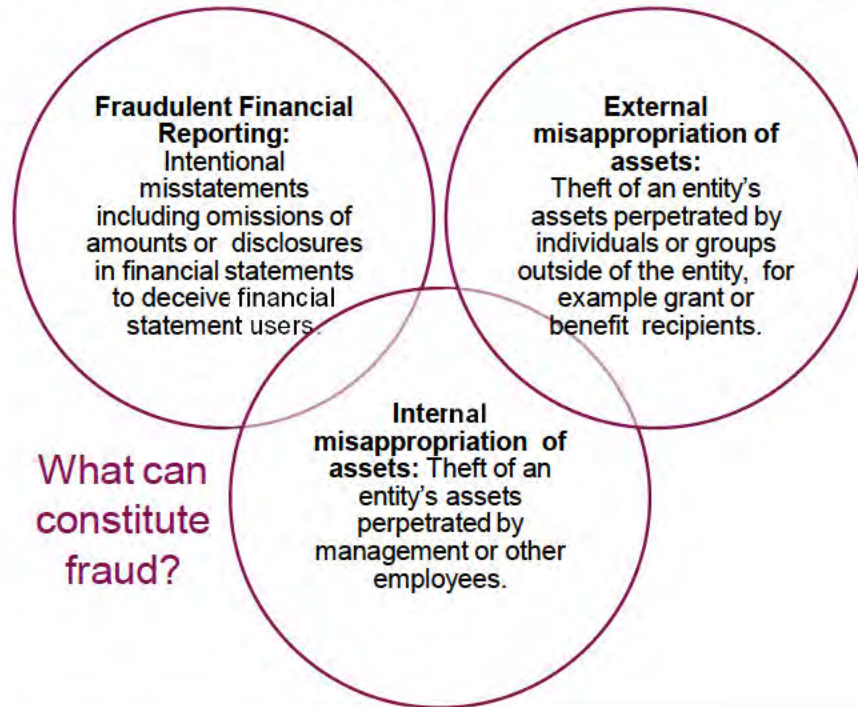 Fraudulent Financial
Reporting:
Intentional
misstatements
including omissions of
amounts or disclosures
in financial statements
to deceive financial
statement users.
External
misappropriation of
assets:
Theft of an entity’s
assets perpetrated by
individuals or groups
outside of the entity, for
example grant or
benefit recipients.
Internal
misappropriation of
assets: Theft of an
entity’s assets
perpetrated by
management or other
employees.
What can
constitute
fraud?